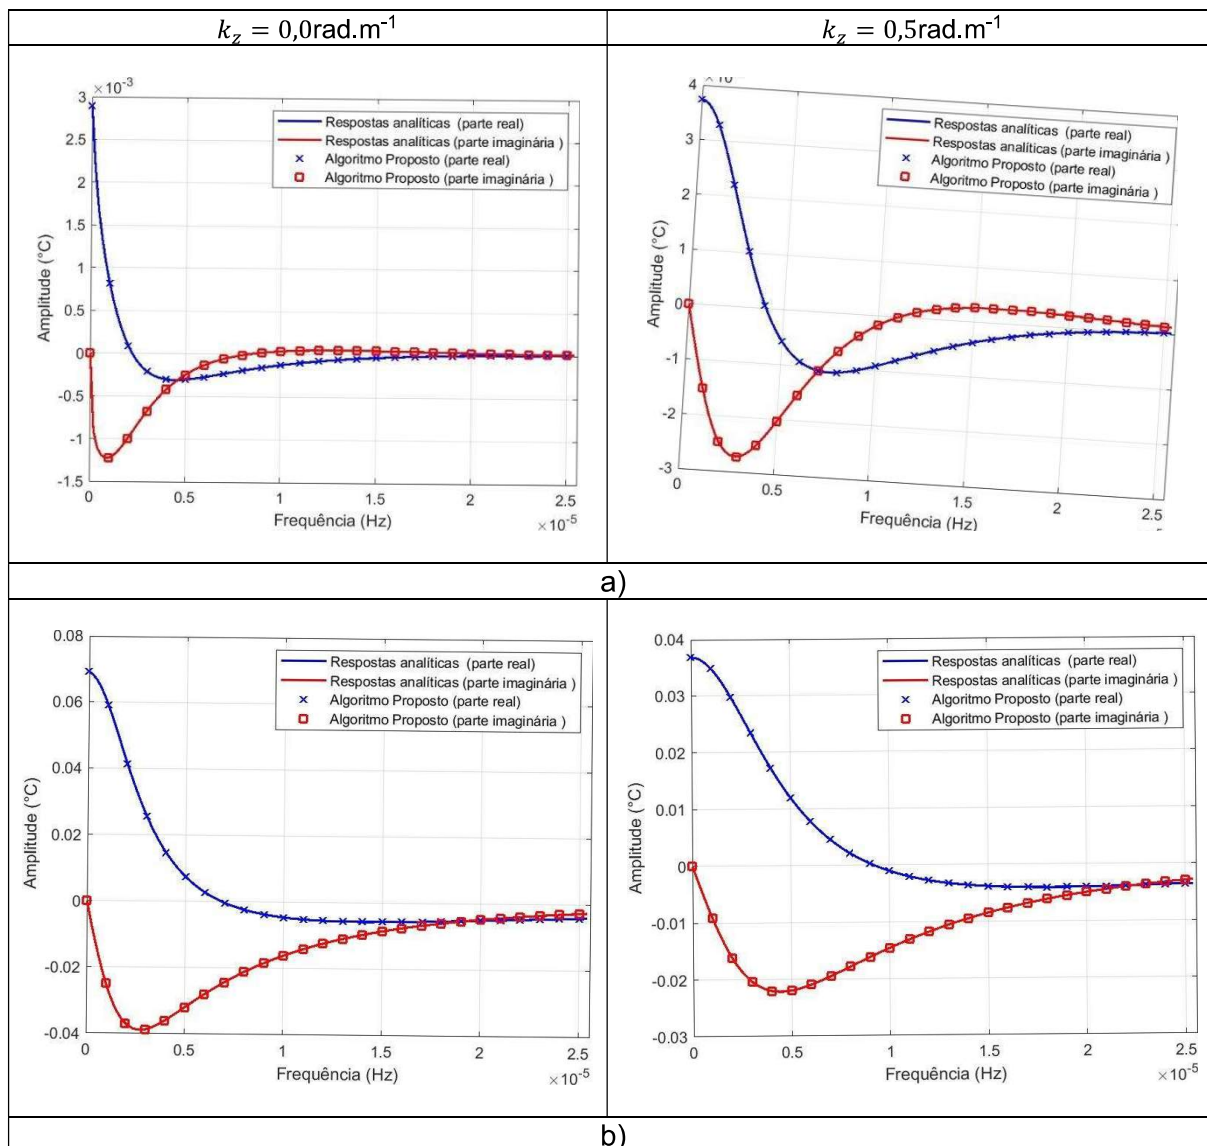 k_z = 0,0rad.m⁻¹
k_z = 0,5rad.m⁻¹
×10⁻³
3
2.5
2
1.5
1
0.5
0
-0.5
-1
-1.5
Amplitude (°C)
Respostas analíticas (parte real)
Respostas analíticas (parte imaginária )
Algoritmo Proposto (parte real)
Algoritmo Proposto (parte imaginária )
0 0.5 1 1.5 2 2.5
Frequência (Hz)
×10⁻⁵
4
3
2
1
0
-1
-2
-3
Amplitude (°C)
Respostas analíticas (parte real)
Respostas analíticas (parte imaginária )
Algoritmo Proposto (parte real)
Algoritmo Proposto (parte imaginária )
0 0.5 1 1.5 2 2.5
Frequência (Hz)
a)
0.08
0.06
0.04
0.02
0
-0.02
-0.04
Amplitude (°C)
Respostas analíticas (parte real)
Respostas analíticas (parte imaginária )
Algoritmo Proposto (parte real)
Algoritmo Proposto (parte imaginária )
0 0.5 1 1.5 2 2.5
Frequência (Hz)
×10⁻⁵
0.04
0.03
0.02
0.01
0
-0.01
-0.02
-0.03
Amplitude (°C)
Respostas analíticas (parte real)
Respostas analíticas (parte imaginária )
Algoritmo Proposto (parte real)
Algoritmo Proposto (parte imaginária )
0 0.5 1 1.5 2 2.5
Frequência (Hz)
×10⁻⁵
b)